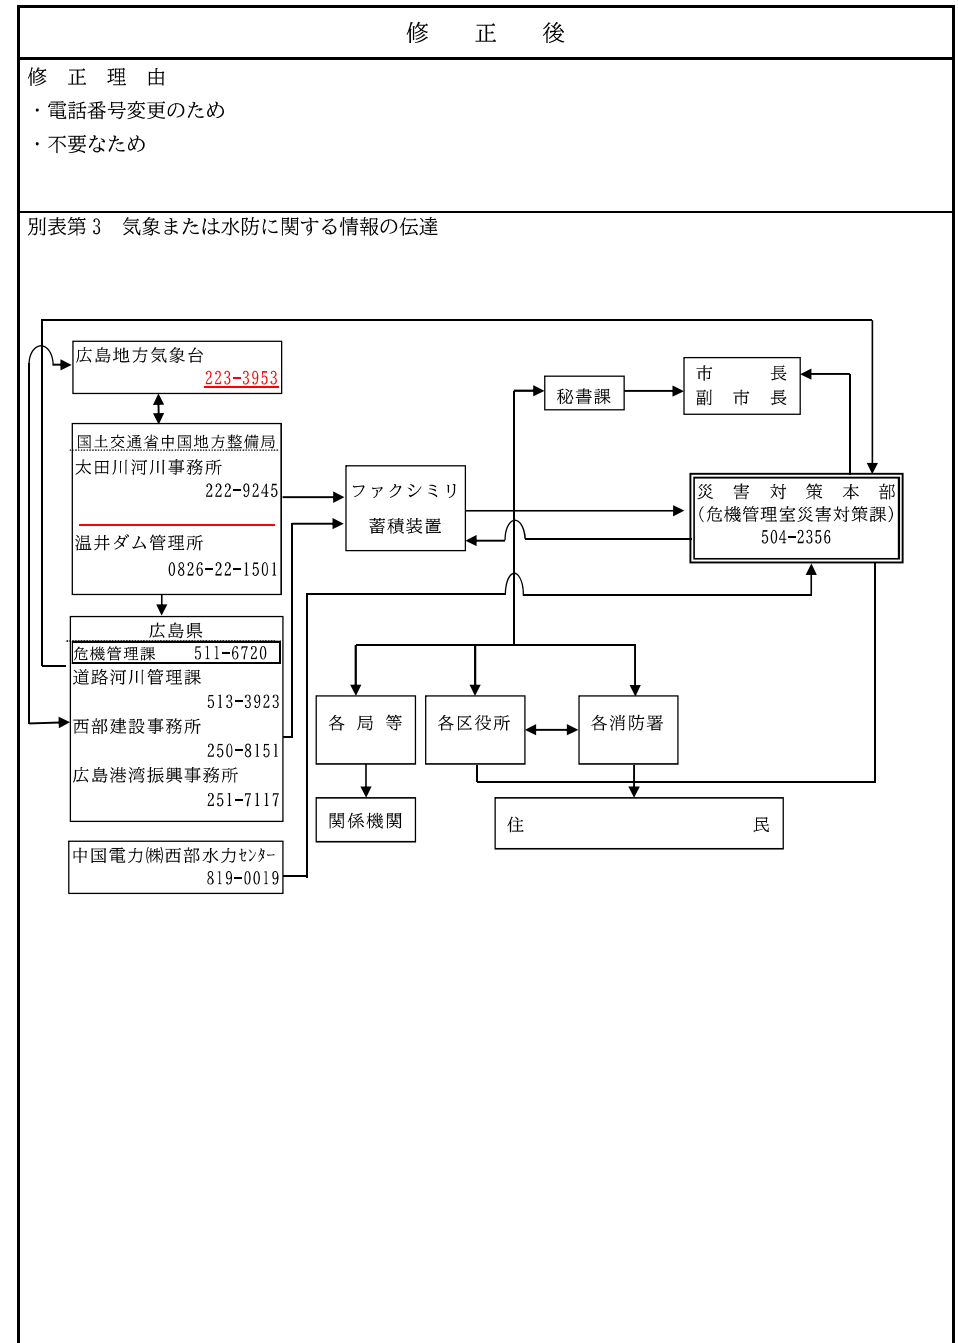 修　正　後
修　正　理　由
・電話番号変更のため
・不要なため
別表第３　気象または水防に関する情報の伝達
広島地方気象台
223−3953
国土交通省中国地方整備局
太田川河川事務所
222−9245
温井ダム管理所
0826−22−1501
広島県
危機管理課　511−6720
道路河川管理課
513−3923
西部建設事務所
250−8151
広島港湾振興事務所
251−7117
中国電力㈱西部水力ｾﾝﾀｰ
819−0019
ファクシミリ
蓄積装置
秘書課
市　長
副　市　長
災　害　対　策　本　部
（危機管理室災害対策課）
504−2356
各　局　等
各区役所
各消防署
関係機関
住　民